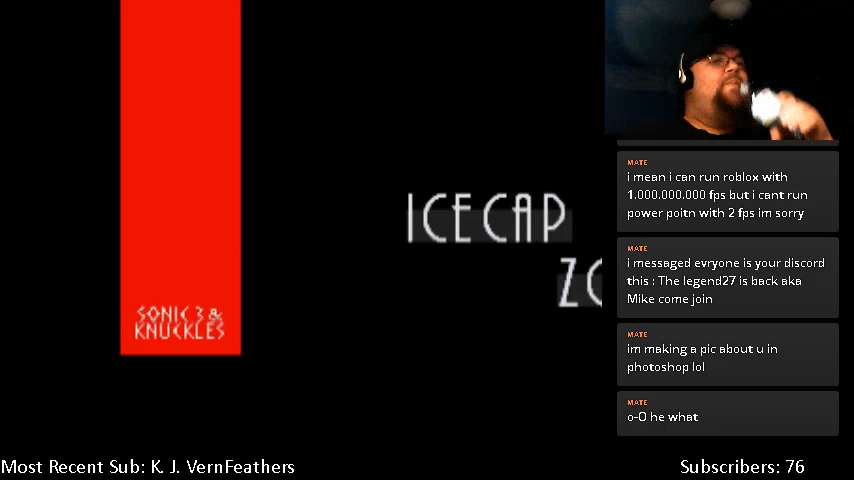 ICECAP
ZO
SONIC 3 &
KNUCKLES
MATE
i mean i can run roblox with
1.000.000.000 fps but i cant run
power poitn with 2 fps im sorry
MATE
i messaged evryone is your discord
this : The legend27 is back aka
Mike come join
MATE
im making a pic about u in
photoshop lol
MATE
o-O he what
Most Recent Sub: K. J. VernFeathers
Subscribers: 76